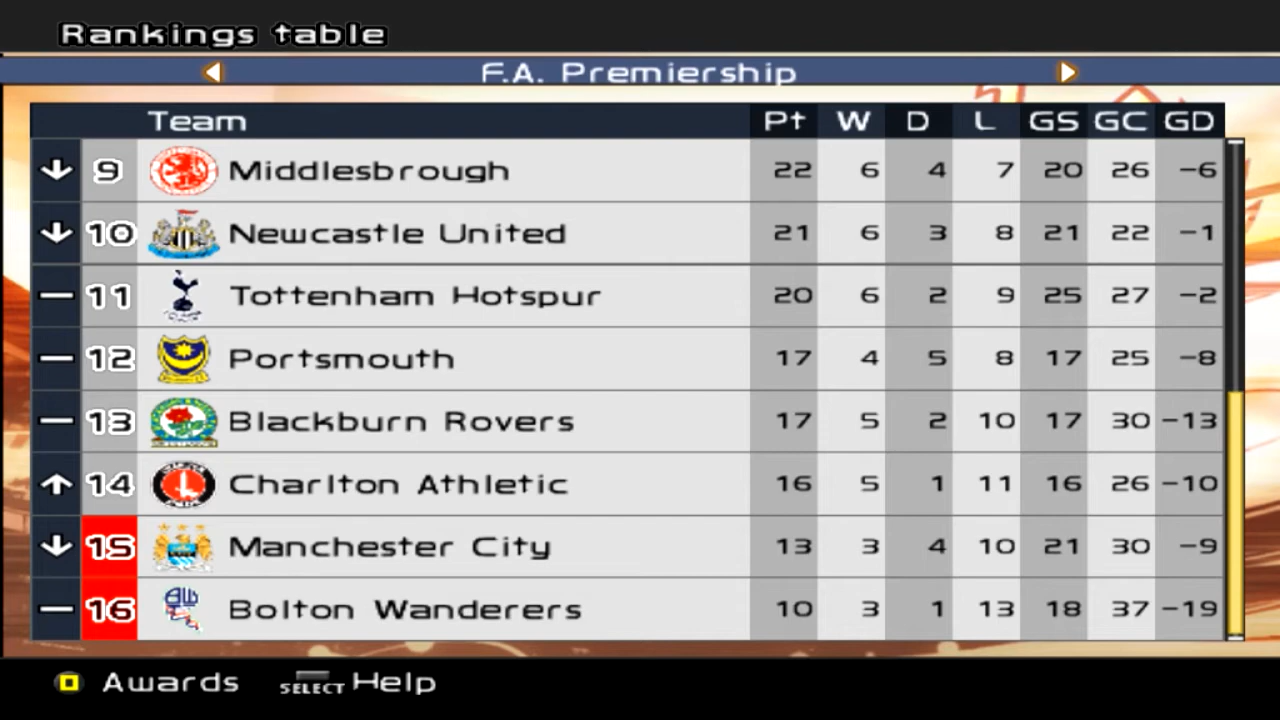 Rankings table
F.A. Premiership
Team Pt W D L GS GC GD
9 Middlesbrough 22 6 4 7 20 26 -6
10 Newcastle United 21 6 3 8 21 22 -1
11 Tottenham Hotspur 20 6 2 9 25 27 -2
12 Portsmouth 17 4 5 8 17 25 -8
13 Blackburn Rovers 17 5 2 10 17 30 -13
14 Charlton Athletic 16 5 1 11 16 26 -10
15 Manchester City 13 3 4 10 21 30 -9
16 Bolton Wanderers 10 3 1 13 18 37 -19
Awards SELECT Help